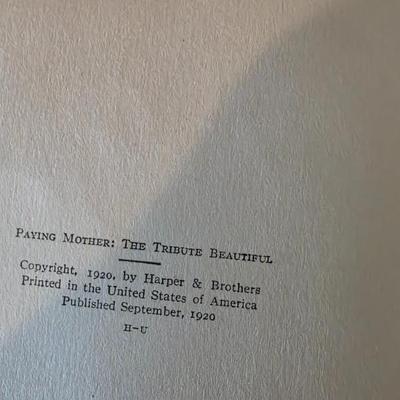 Paying Mother: The Tribute Beautiful
Copyright, 1920, by Harper & Brothers
Printed in the United States of America
Published September, 1920
H-U